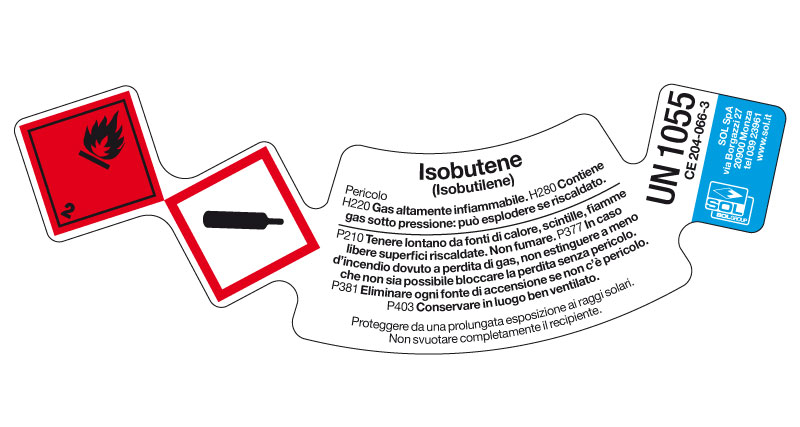 2
Isobutene
(Isobutilene)
Pericolo
H220 Gas altamente infiammabile. H280 Contiene
gas sotto pressione: può esplodere se riscaldato.
P210 Tenere lontano da fonti di calore, scintille, fiamme
libere superfici riscaldate. Non fumare. P377 In caso
d'incendio dovuto a perdita di gas, non estinguere a meno
che non sia possibile bloccare la perdita senza pericolo.
P381 Eliminare ogni fonte di accensione se non c'è pericolo.
P403 Conservare in luogo ben ventilato.
Proteggere da una prolungata esposizione ai raggi solari.
Non svuotare completamente il recipiente.
UN 1055
CE 204-066-3
SOL SpA
via Borgazzi 27
20900 Monza
tel 039 23961
www.sol.it
SOL
SOLGROUP